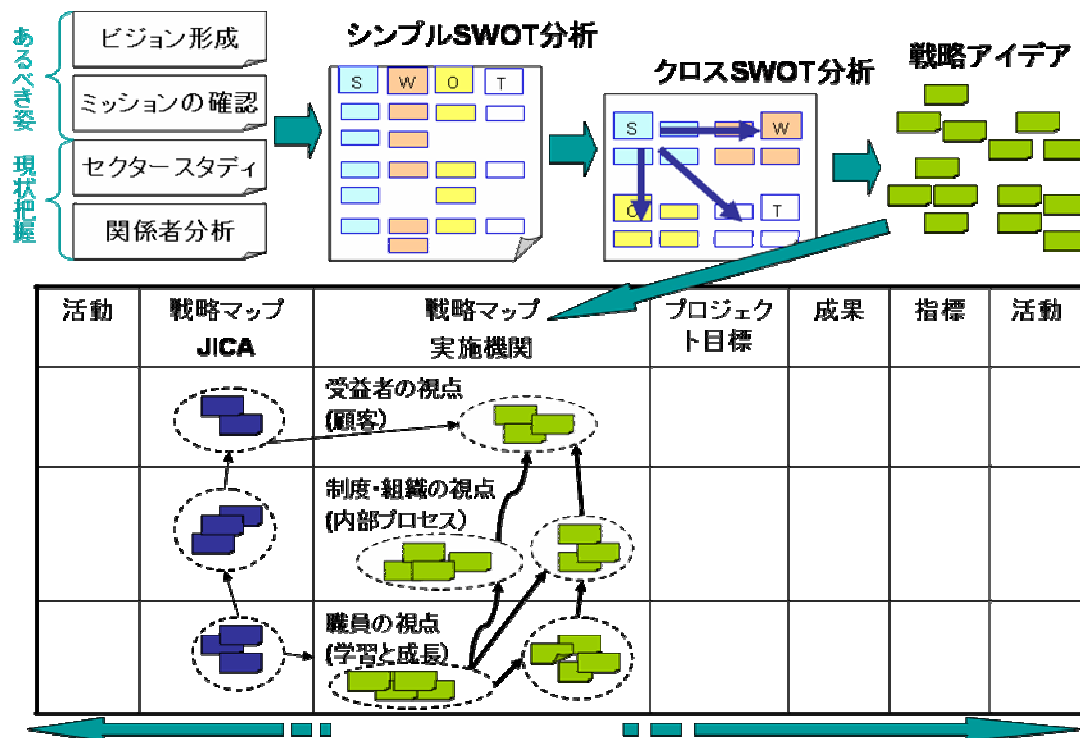 あるべき姿
現状把握
ビジョン形成
ミッションの確認
セクタースタディ
関係者分析
シンプルSWOT分析
S W O T
クロスSWOT分析
S W
O T
戦略アイデア
活動
戦略マップ
JICA
戦略マップ
実施機関
プロジェク
ト目標
成果
指標
活動
受益者の視点
(顧客)
制度・組織の視点
(内部プロセス)
職員の視点
(学習と成長)